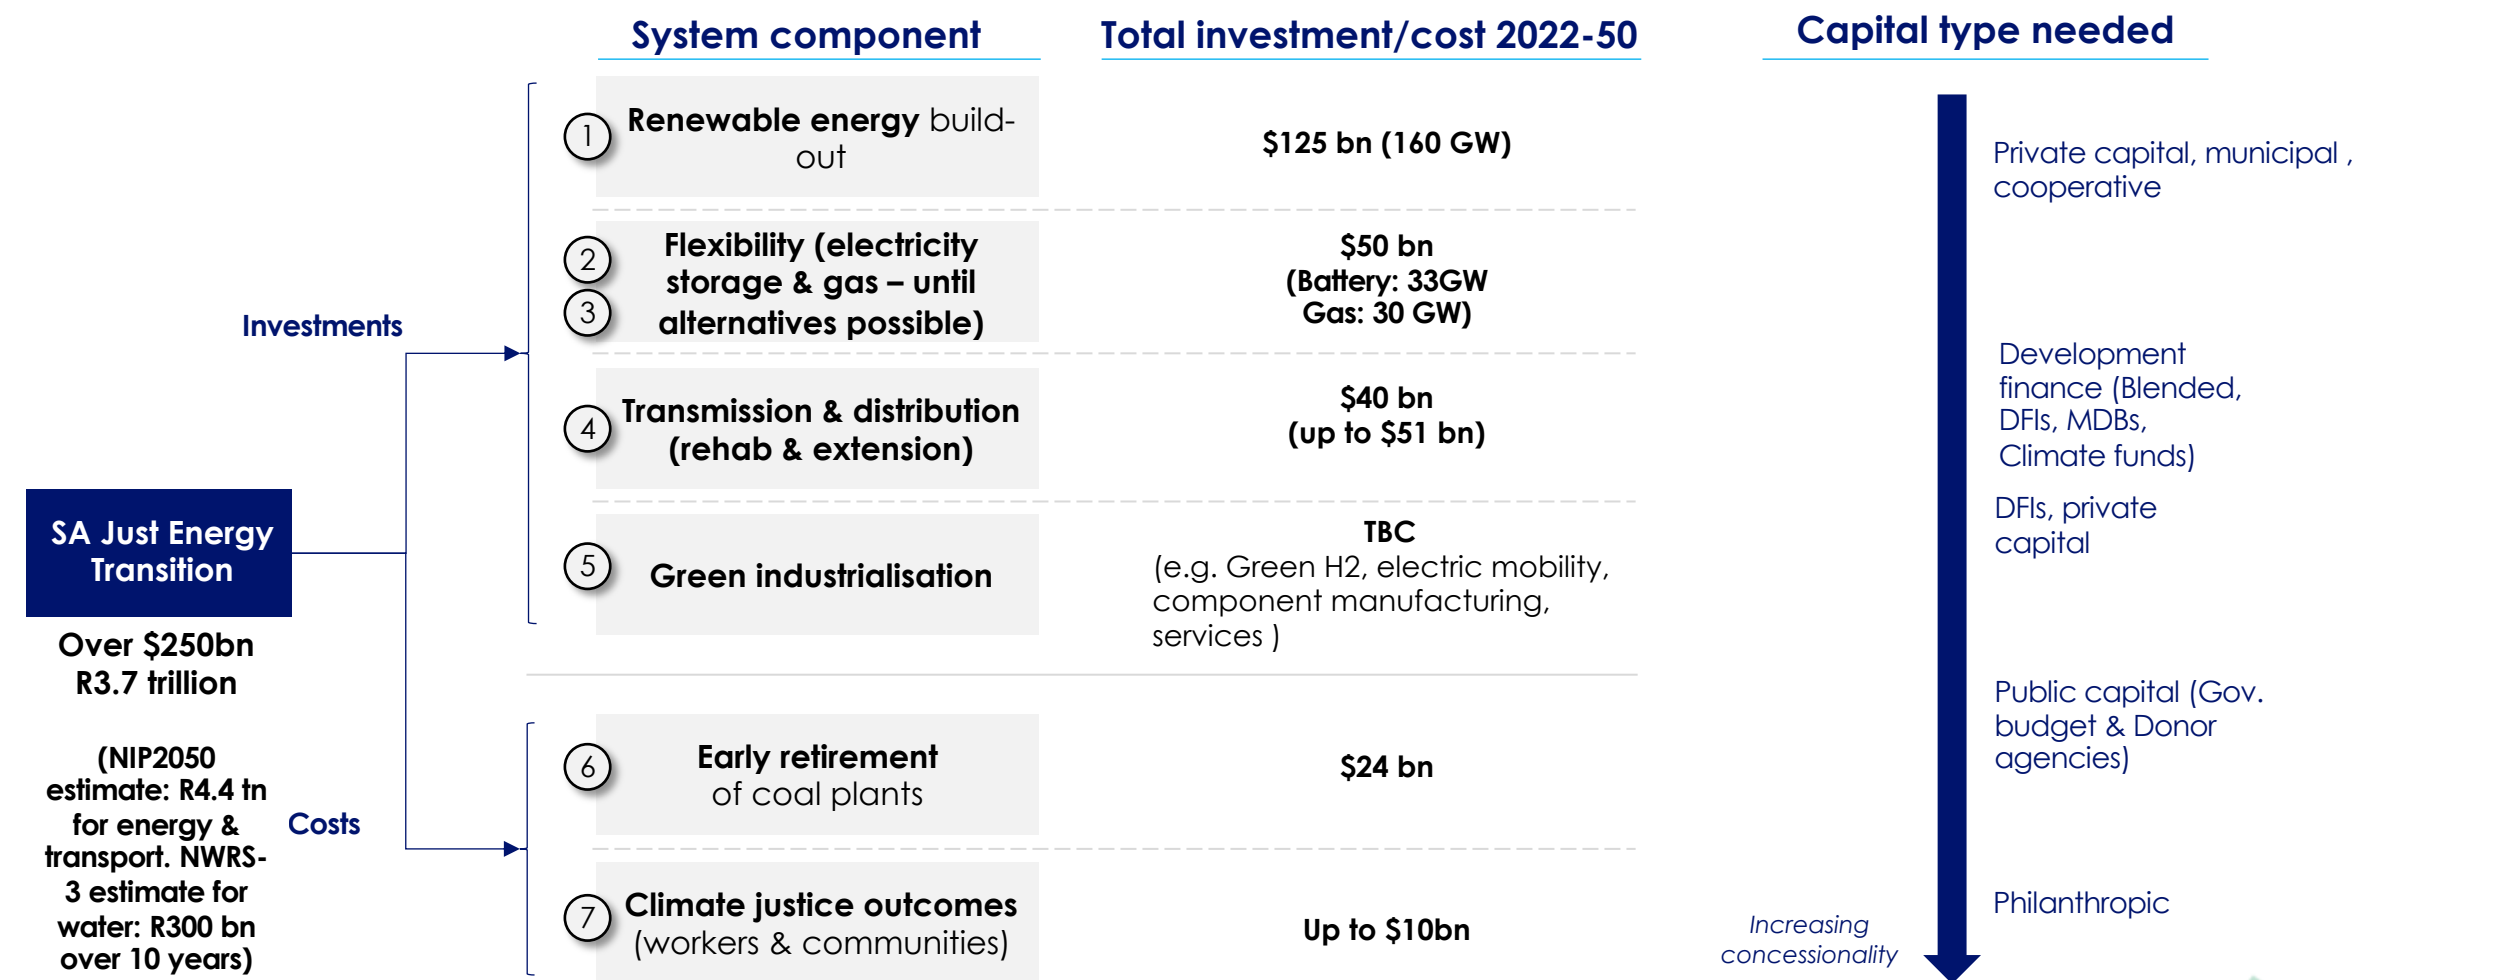 System component
Total investment/cost 2022-50
Capital type needed
1
Renewable energy build-
out
$125 bn (160 GW)
Private capital, municipal ,
cooperative
2
3
Flexibility (electricity
storage & gas – until
alternatives possible)
$50 bn
(Battery: 33GW
Gas: 30 GW)
Investments
4
Transmission & distribution
(rehab & extension)
$40 bn
(up to $51 bn)
Development
finance (Blended,
DFIs, MDBs,
Climate funds)
DFIs, private
capital
SA Just Energy
Transition
5
Green industrialisation
TBC
(e.g. Green H2, electric mobility,
component manufacturing,
services )
Over $250bn
R3.7 trillion
(NIP2050
estimate: R4.4 tn
for energy &
transport. NWRS-
3 estimate for
water: R300 bn
over 10 years)
Costs
6
Early retirement
of coal plants
$24 bn
Public capital (Gov.
budget & Donor
agencies)
7
Climate justice outcomes
(workers & communities)
Up to $10bn
Philanthropic
Increasing
concessionality